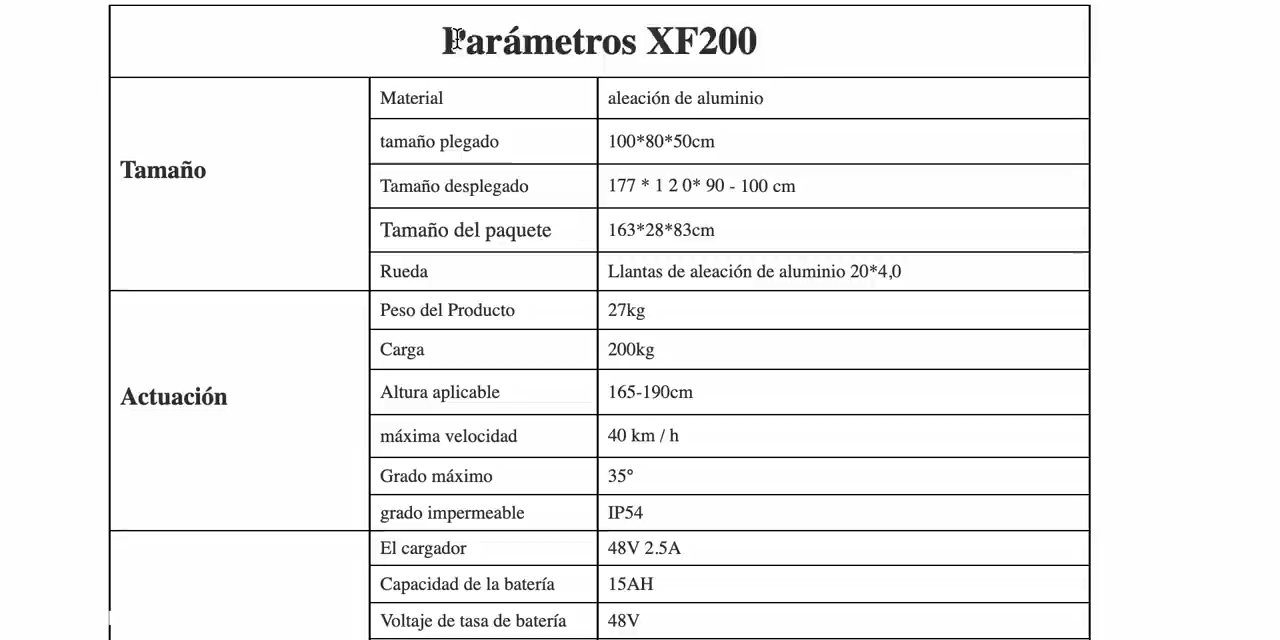 Parámetros XF200
Tamaño
Material
aleación de aluminio
tamaño plegado
100*80*50cm
Tamaño desplegado
177 * 1 2 0* 90 - 100 cm
Tamaño del paquete
163*28*83cm
Rueda
Llantas de aleación de aluminio 20*4,0
Actuación
Peso del Producto
27kg
Carga
200kg
Altura aplicable
165-190cm
máxima velocidad
40 km / h
Grado máximo
35°
grado impermeable
IP54
El cargador
48V 2.5A
Capacidad de la batería
15AH
Voltaje de tasa de batería
48V